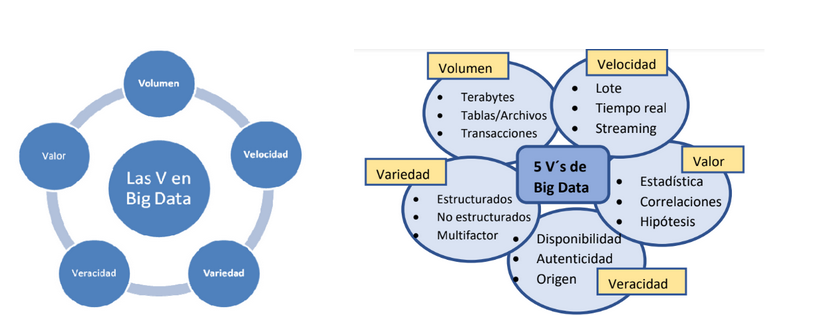 Volumen
Velocidad
Valor
Las V en
Big Data
Veracidad
Variedad
Volumen
Terabytes
Tablas/Archivos
Transacciones
Velocidad
Lote
Tiempo real
Streaming
5 V´s de
Big Data
Variedad
Estructurados
No estructurados
Multifactor
Valor
Estadística
Correlaciones
Hipótesis
Disponibilidad
Autenticidad
Origen
Veracidad